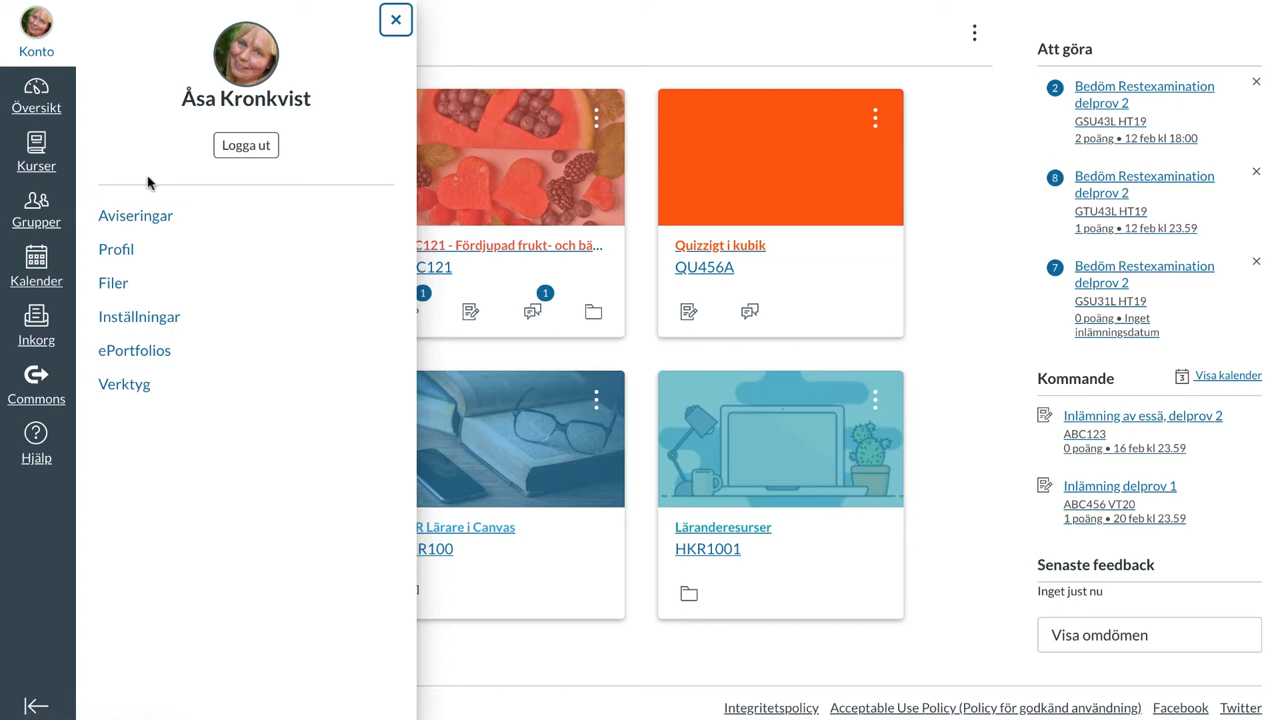 Konto
Översikt
Kurser
Grupper
Kalender
Inkorg
Commons
Hjälp
Åsa Kronkvist
Logga ut
Aviseringar
Profil
Filer
Inställningar
ePortfolios
Verktyg
C121 - Fördjupad frukt- och bä...
C121
1
1
Quizzigt i kubik
QU456A
R Lärare i Canvas
R100
Läranderesurser
HKR1001
Att göra
2
Bedöm Restexamination
delprov 2
GSU43L HT19
2 poäng • 12 feb kl 18:00
8
Bedöm Restexamination
delprov 2
GTU43L HT19
1 poäng • 12 feb kl 23.59
7
Bedöm Restexamination
delprov 2
GSU31L HT19
0 poäng • Inget
inlämningsdatum
Kommande
3
Visa kalender
Inlämning av essä, delprov 2
ABC123
0 poäng • 16 feb kl 23.59
Inlämning delprov 1
ABC456 VT20
1 poäng • 20 feb kl 23.59
Senaste feedback
Inget just nu
Visa omdömen
Integritetspolicy Acceptable Use Policy (Policy för godkänd användning) Facebook Twitter